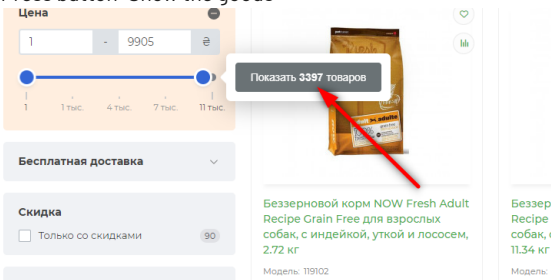 Press button "Show the goods"
Цена
1 - 9905 ₴
1 1 тыс. 4 тыс. 7 тыс. 11 тыс.
Показать 3397 товаров
Бесплатная доставка
Скидка
Только со скидками 90
Беззерновой корм NOW Fresh Adult
Recipe Grain Free для взрослых
собак, с индейкой, уткой и лососем,
2.72 кг
Модель: 119102
Беззер
Recipe
собак,
11.34 кг
Модель: